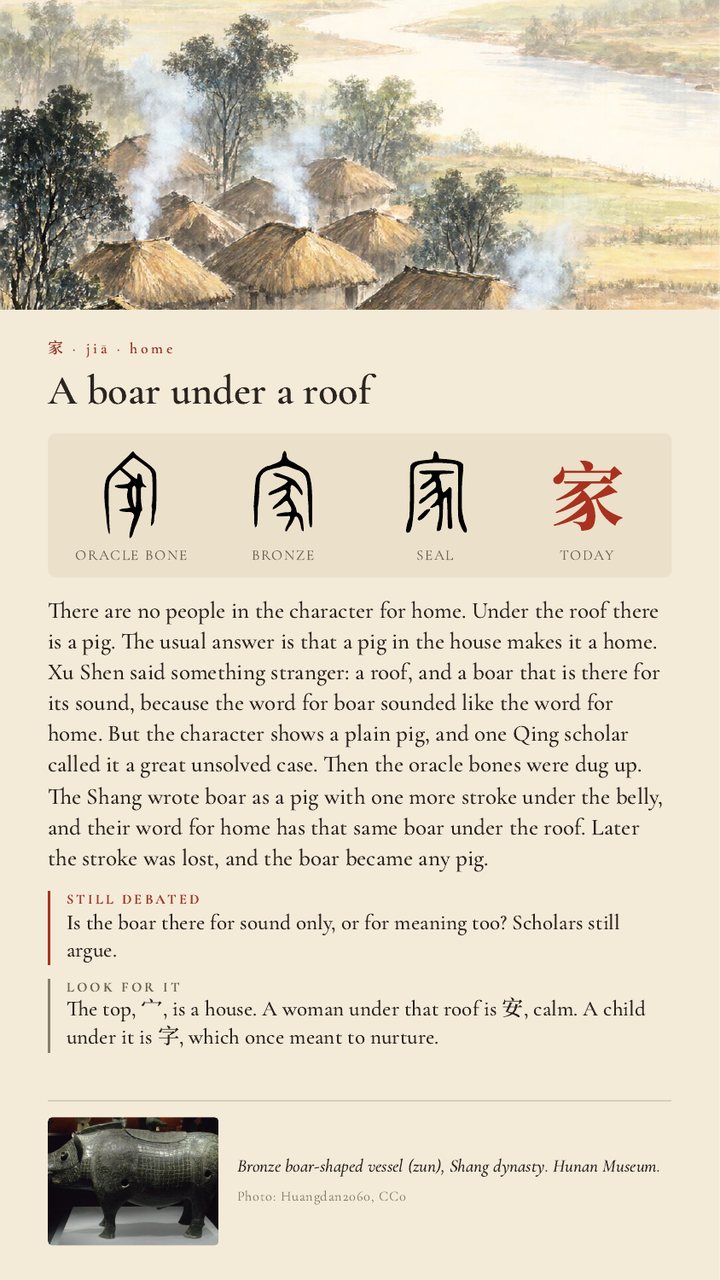 家 · jiā · home
A boar under a roof
家
ORACLE BONE
BRONZE
SEAL
TODAY
There are no people in the character for home. Under the roof there
is a pig. The usual answer is that a pig in the house makes it a home.
Xu Shen said something stranger: a roof, and a boar that is there for
its sound, because the word for boar sounded like the word for
home. But the character shows a plain pig, and one Qing scholar
called it a great unsolved case. Then the oracle bones were dug up.
The Shang wrote boar as a pig with one more stroke under the belly,
and their word for home has that same boar under the roof. Later
the stroke was lost, and the boar became any pig.
STILL DEBATED
Is the boar there for sound only, or for meaning too? Scholars still
argue.
LOOK FOR IT
The top, 宀, is a house. A woman under that roof is 安, calm. A child
under it is 字, which once meant to nurture.
Bronze boar-shaped vessel (zun), Shang dynasty. Hunan Museum.
Photo: Huangdan2060, CC0